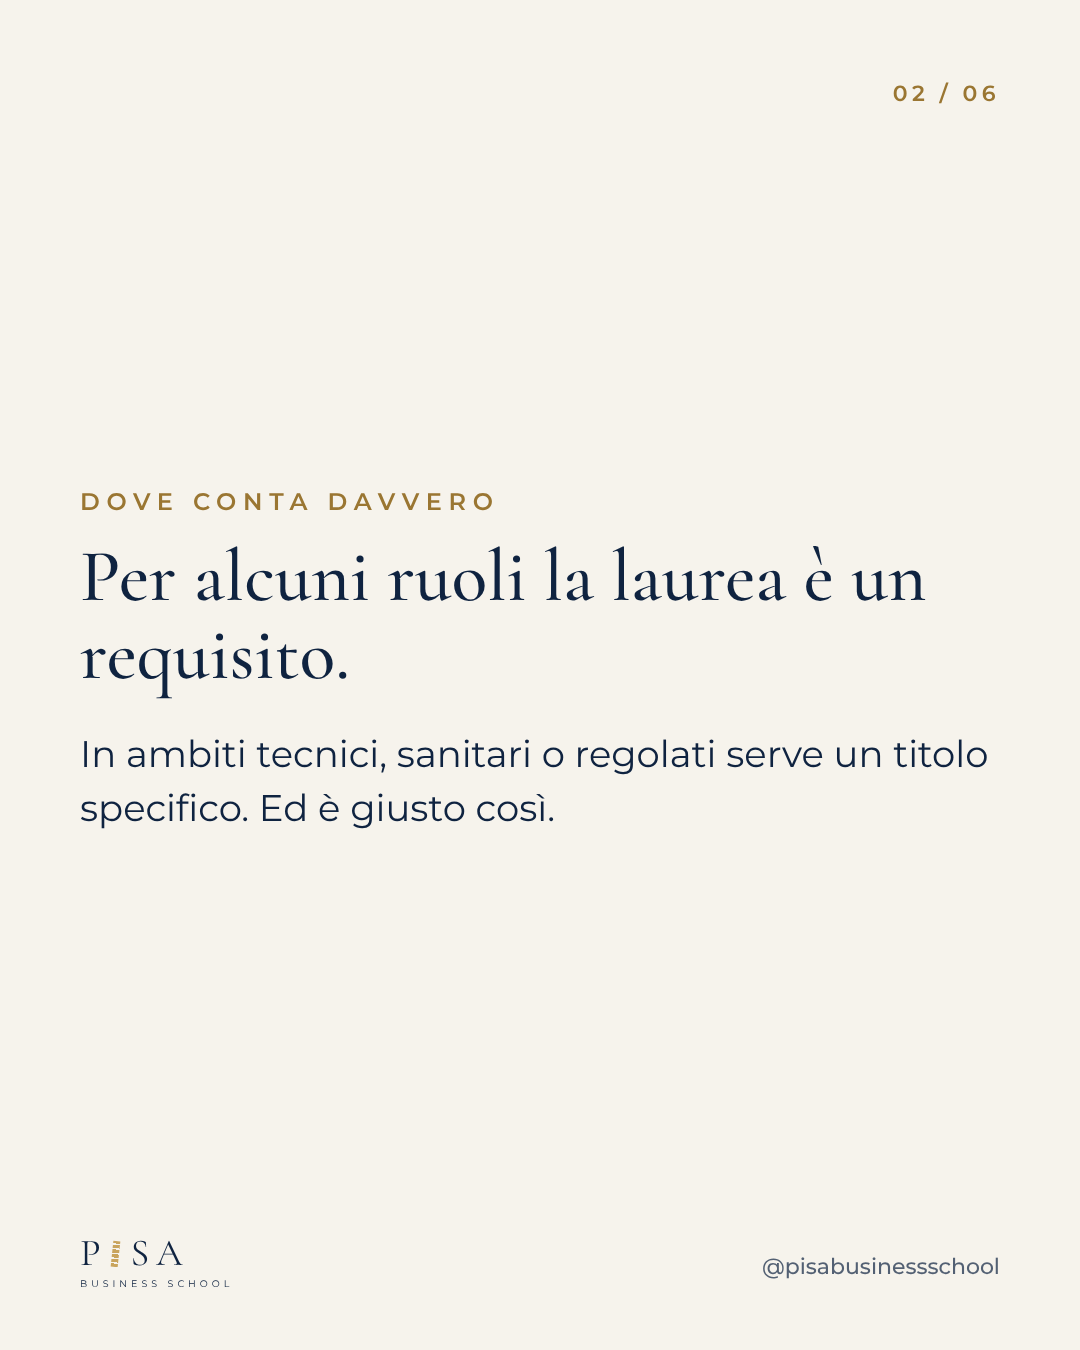 02 / 06
DOVE CONTA DAVVERO
Per alcuni ruoli la laurea è un
requisito.
In ambiti tecnici, sanitari o regolati serve un titolo
specifico. Ed è giusto così.
PISA
BUSINESS SCHOOL
@pisabusinessschool